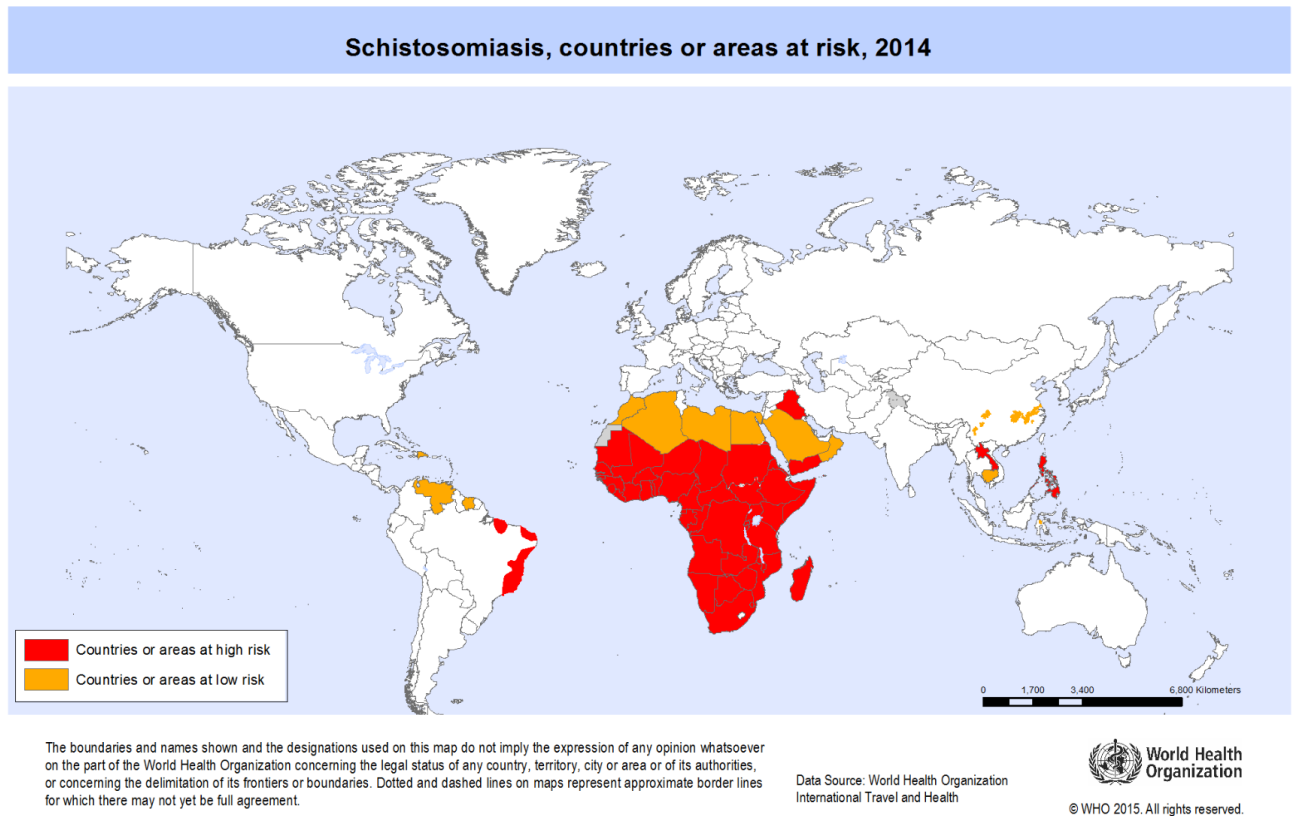 Schistosomiasis, countries or areas at risk, 2014
Countries or areas at high risk
Countries or areas at low risk
0 1,700 3,400 6,800 Kilometers
The boundaries and names shown and the designations used on this map do not imply the expression of any opinion whatsoever
on the part of the World Health Organization concerning the legal status of any country, territory, city or area or of its authorities,
or concerning the delimitation of its frontiers or boundaries. Dotted and dashed lines on maps represent approximate border lines
for which there may not yet be full agreement.
Data Source: World Health Organization
International Travel and Health
World Health
Organization
© WHO 2015. All rights reserved.